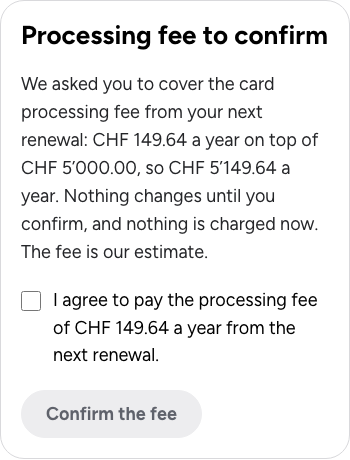 Processing fee to confirm
We asked you to cover the card
processing fee from your next
renewal: CHF 149.64 a year on top of
CHF 5’000.00, so CHF 5’149.64 a
year. Nothing changes until you
confirm, and nothing is charged now.
The fee is our estimate.
I agree to pay the processing fee
of CHF 149.64 a year from the
next renewal.
Confirm the fee